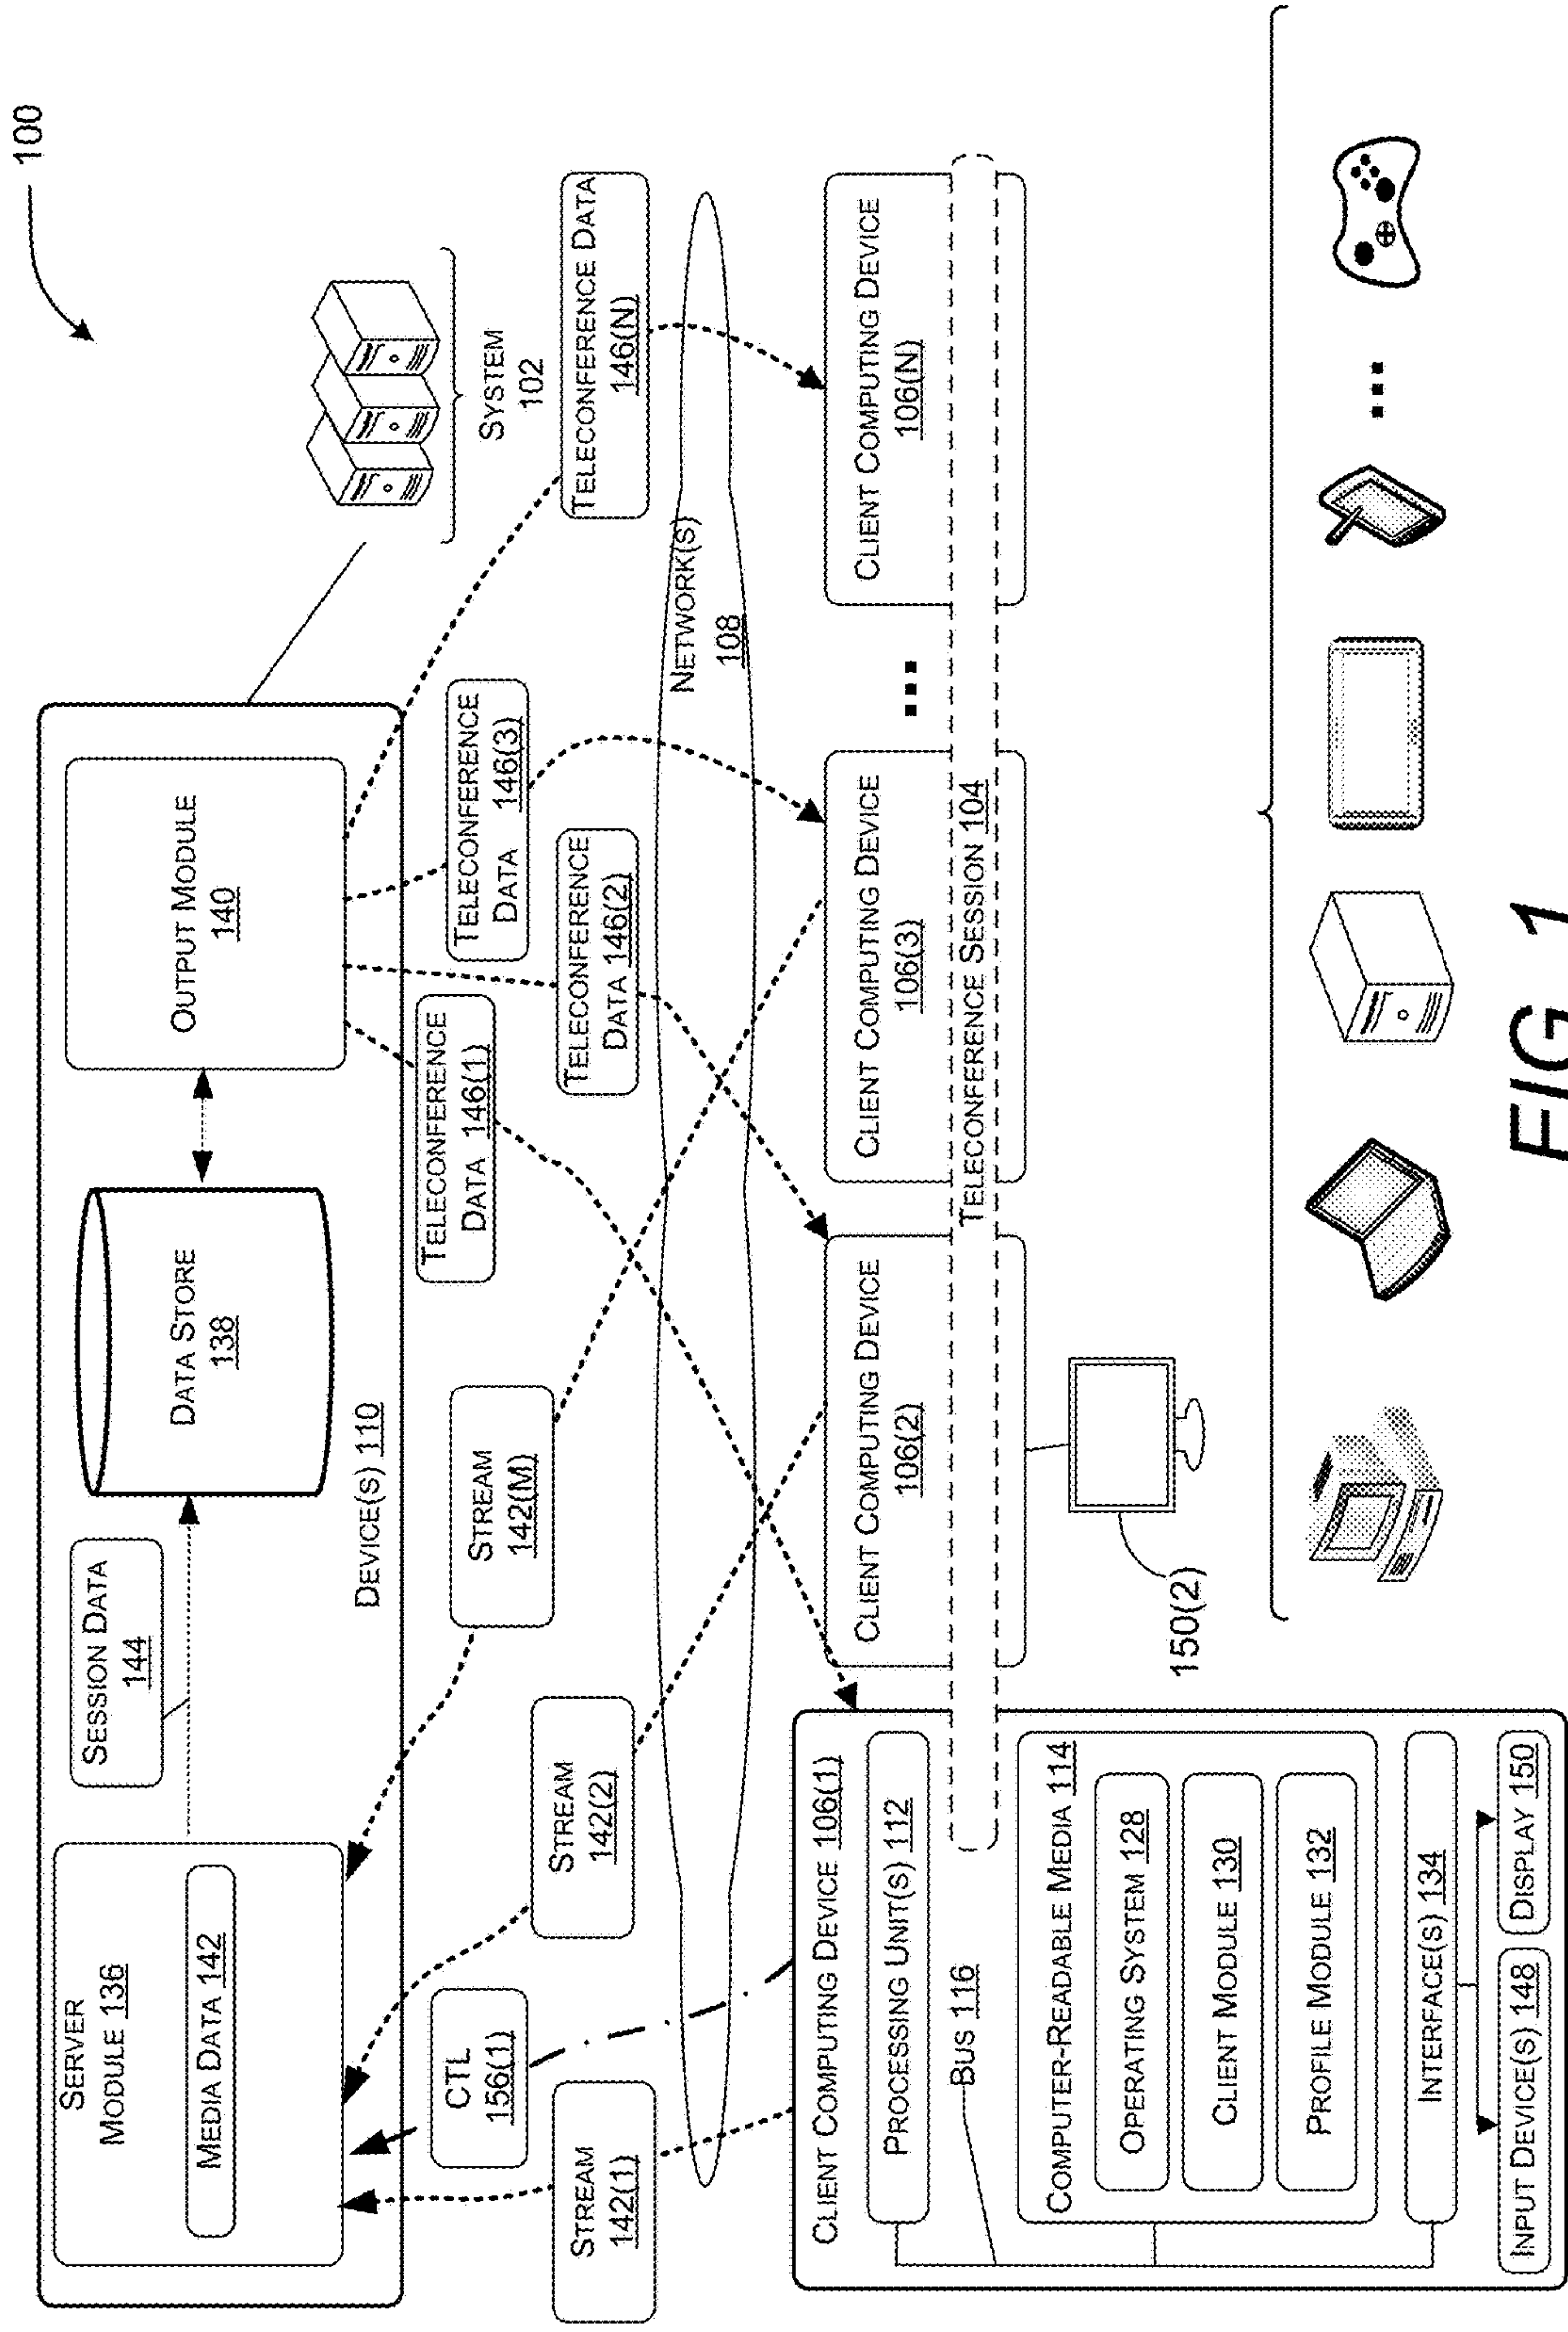 100
SERVER
MODULE 136
MEDIA DATA 142
SESSION DATA
144
DATA STORE
138
OUTPUT MODULE
140
DEVICE(S) 110
SYSTEM
102
STREAM
142(1)
CTL
156(1)
STREAM
142(2)
STREAM
142(M)
TELECONFERENCE
DATA 146(1)
TELECONFERENCE
DATA 146(2)
TELECONFERENCE
DATA 146(3)
TELECONFERENCE DATA
146(N)
NETWORK(S)
108
CLIENT COMPUTING DEVICE 106(1)
PROCESSING UNIT(S) 112
BUS 116
COMPUTER-READABLE MEDIA 114
OPERATING SYSTEM 128
CLIENT MODULE 130
PROFILE MODULE 132
INTERFACE(S) 134
INPUT DEVICE(S) 148
DISPLAY 150
CLIENT COMPUTING DEVICE
106(2)
CLIENT COMPUTING DEVICE
106(3)
...
CLIENT COMPUTING DEVICE
106(N)
TELECONFERENCE SESSION 104
150(2)
...
FIG. 1